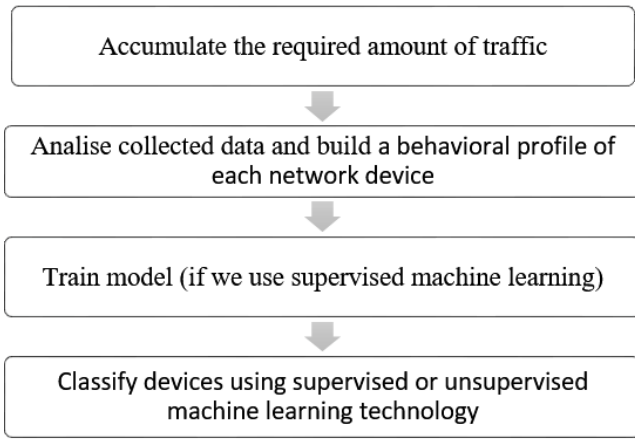 Accumulate the required amount of traffic
Analise collected data and build a behavioral profile of
each network device
Train model (if we use supervised machine learning)
Classify devices using supervised or unsupervised
machine learning technology